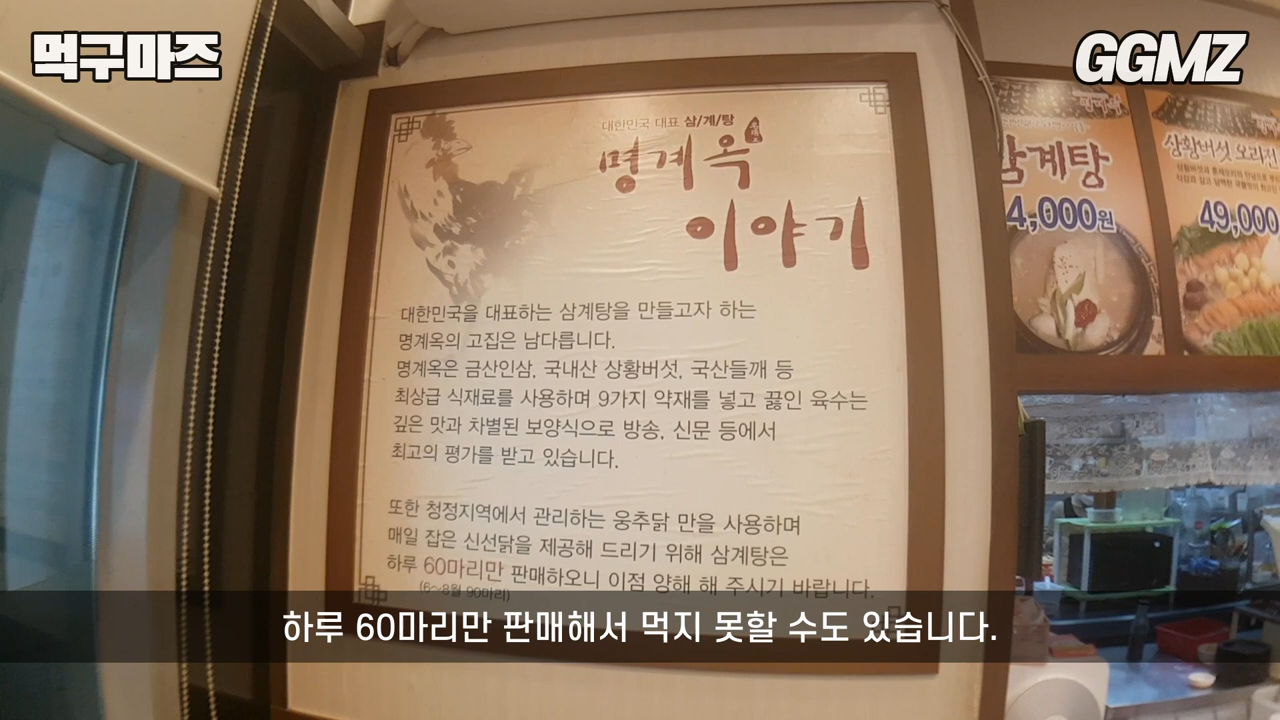 먹구마즈
GGMZ
대한민국 대표 삼/계/탕
명계옥
이야기
대한민국을 대표하는 삼계탕을 만들고자 하는
명계옥의 고집은 남다릅니다.
명계옥은 금산인삼, 국내산 상황버섯, 국산들깨 등
최상급 식재료를 사용하며 9가지 약재를 넣고 끓인 육수는
깊은 맛과 차별된 보양식으로 방송, 신문 등에서
최고의 평가를 받고 있습니다.
또한 청정지역에서 관리하는 웅추닭 만을 사용하며
매일 잡은 신선닭을 제공해 드리기 위해 삼계탕은
하루 60마리만 판매하오니 이점 양해 해 주시기 바랍니다.
(6~8월 90마리)
삼계탕
4,000원
상황버섯 오리
49,000
하루 60마리만 판매해서 먹지 못할 수도 있습니다.